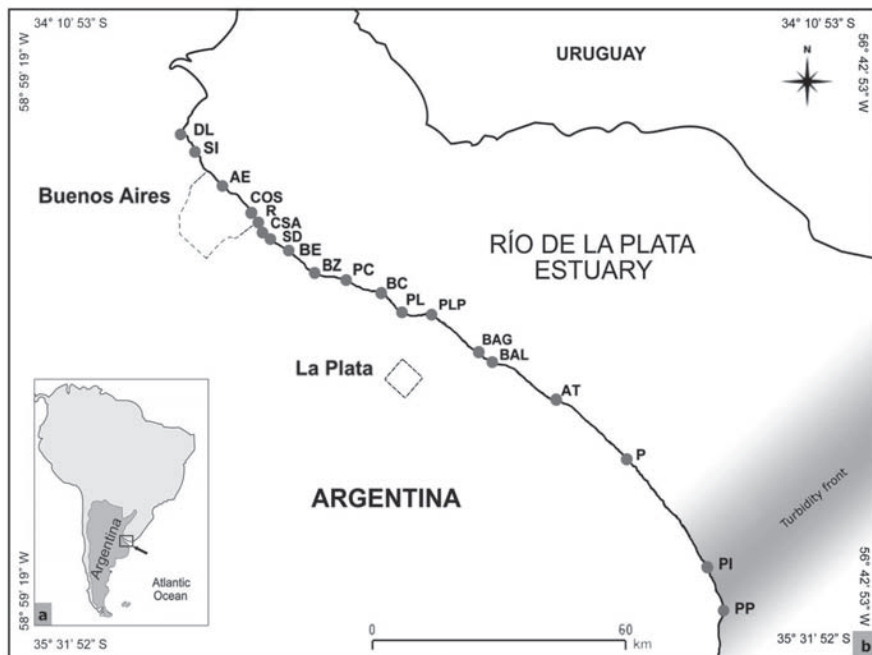 34° 10' 53" S
34° 10' 53" S
58° 59' 19" W
56° 42' 53" W
URUGUAY
N
DL
SI
AE
Buenos Aires
COS
R
CSA
SD
BE
BZ
PC
BC
PL
PLP
RÍO DE LA PLATA
ESTUARY
BAG
BAL
La Plata
AT
P
ARGENTINA
Turbidity front
PI
PP
Argentina
Atlantic
Ocean
a
58° 59' 19" W
56° 42' 53" W
0
60
km
35° 31' 52" S
35° 31' 52" S
b